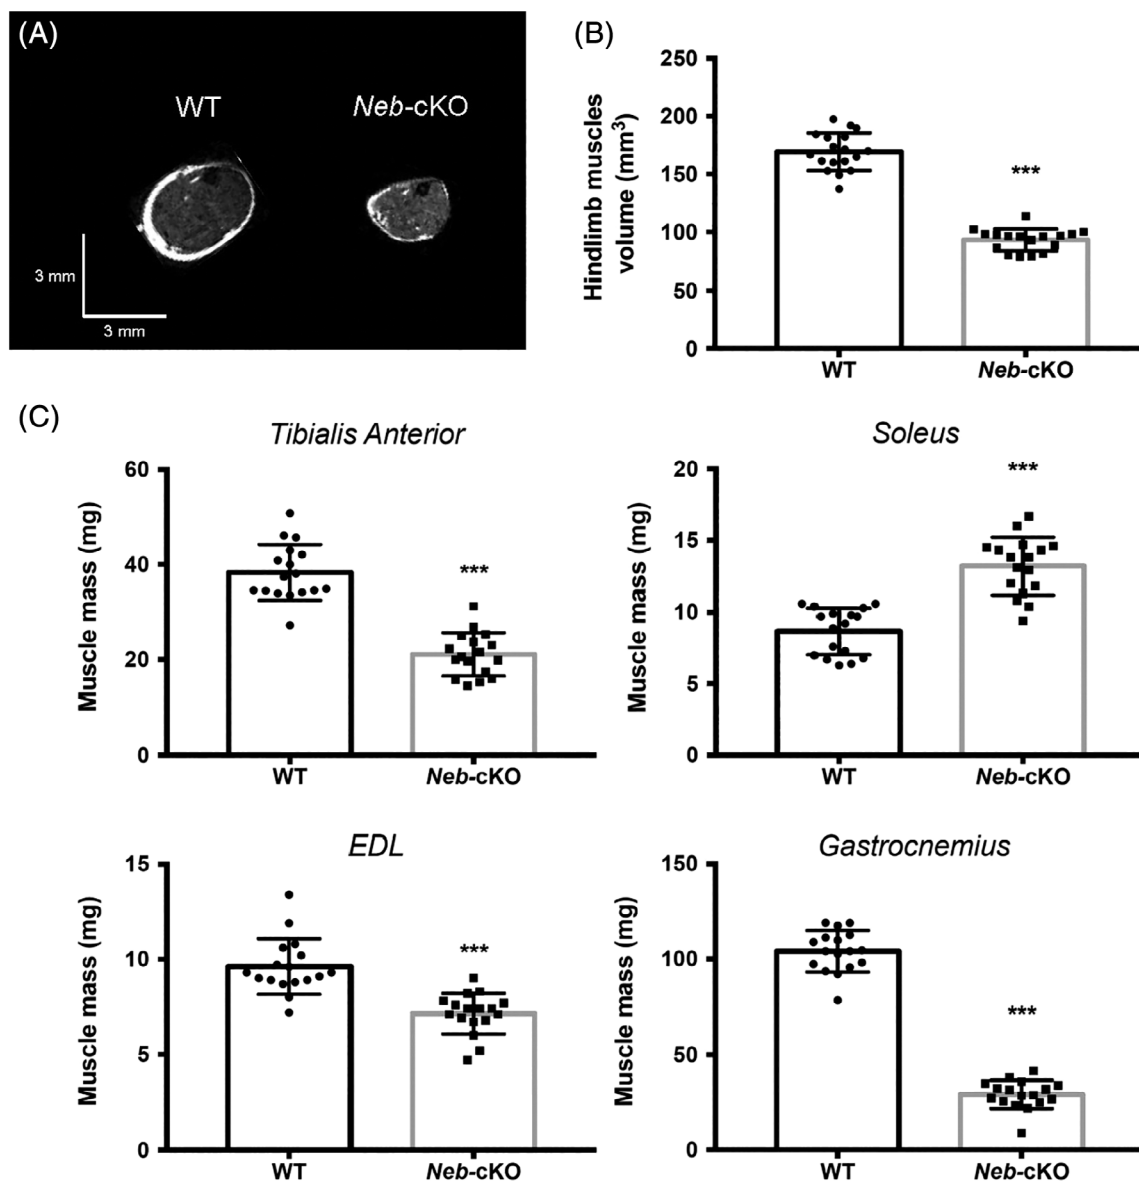 (A)
WT
Neb-cKO
3 mm
3 mm
(B)
Hindlimb muscles
volume (mm³)
250
200
150
100
50
0
***
WT
Neb-cKO
(C)
Tibialis Anterior
Muscle mass (mg)
60
40
20
0
***
WT
Neb-cKO
Soleus
Muscle mass (mg)
20
15
10
5
0
***
WT
Neb-cKO
EDL
Muscle mass (mg)
15
10
5
0
***
WT
Neb-cKO
Gastrocnemius
Muscle mass (mg)
150
100
50
0
***
WT
Neb-cKO